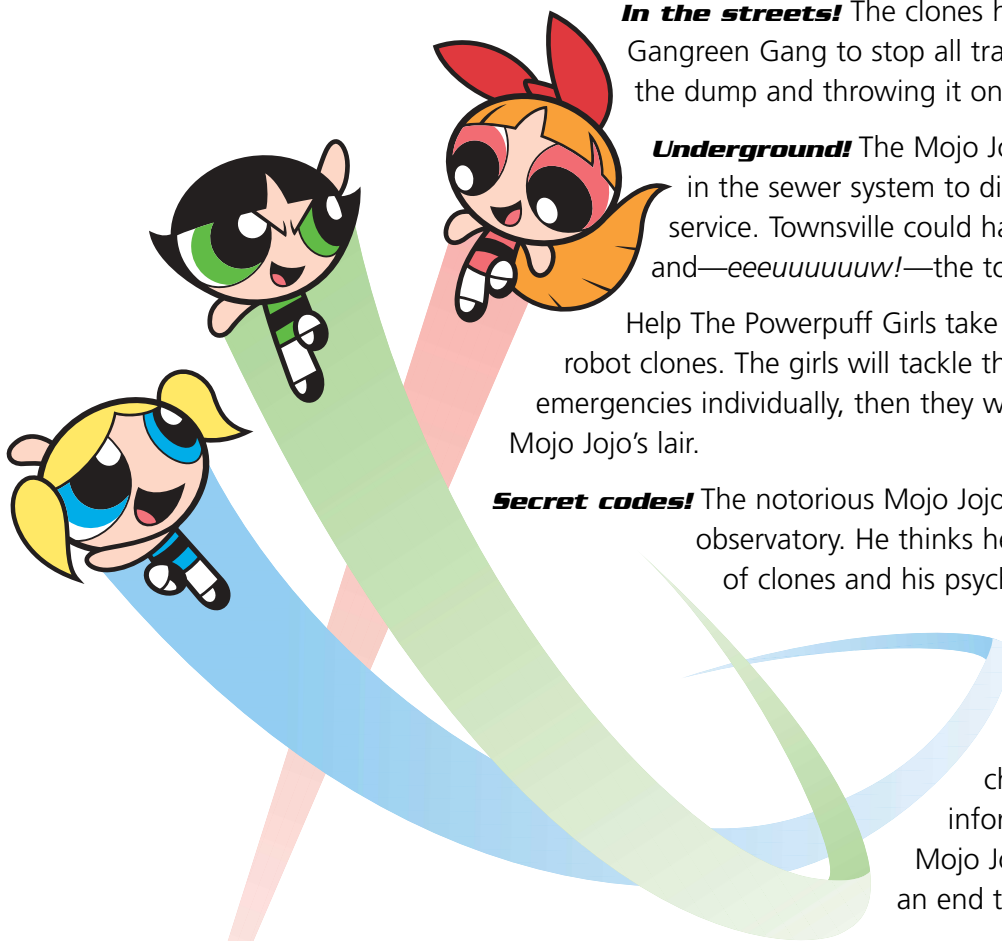 In the streets! The clones h
Gangreen Gang to stop all tra
the dump and throwing it on
Underground! The Mojo Jo
in the sewer system to di
service. Townsville could ha
and—eeeuuuuuuw!—the to
Help The Powerpuff Girls take
robot clones. The girls will tackle th
emergencies individually, then they w
Mojo Jojo’s lair.
Secret codes! The notorious Mojo Jojo
observatory. He thinks he
of clones and his psych
ch
infor
Mojo Jo
an end t